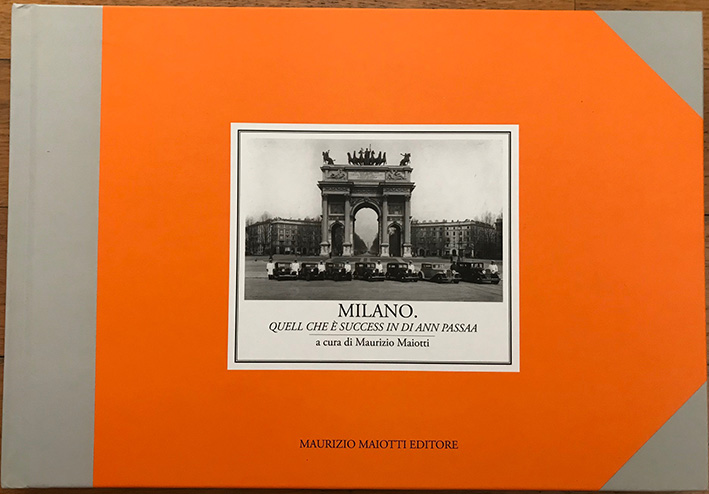 MILANO.
QUELL CHE È SUCCESS IN DI ANN PASSAA
a cura di Maurizio Maiotti
MAURIZIO MAIOTTI EDITORE